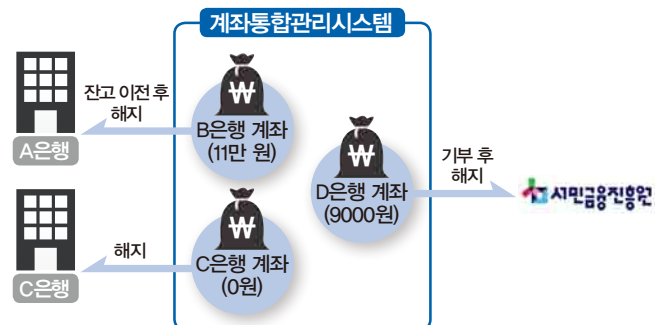 계좌통합관리시스템
잔고 이전 후
해지
A은행
₩
B은행 계좌
(11만 원)
₩
D은행 계좌
(9000원)
기부 후
해지
서민금융진흥원
해지
C은행
₩
C은행 계좌
(0원)